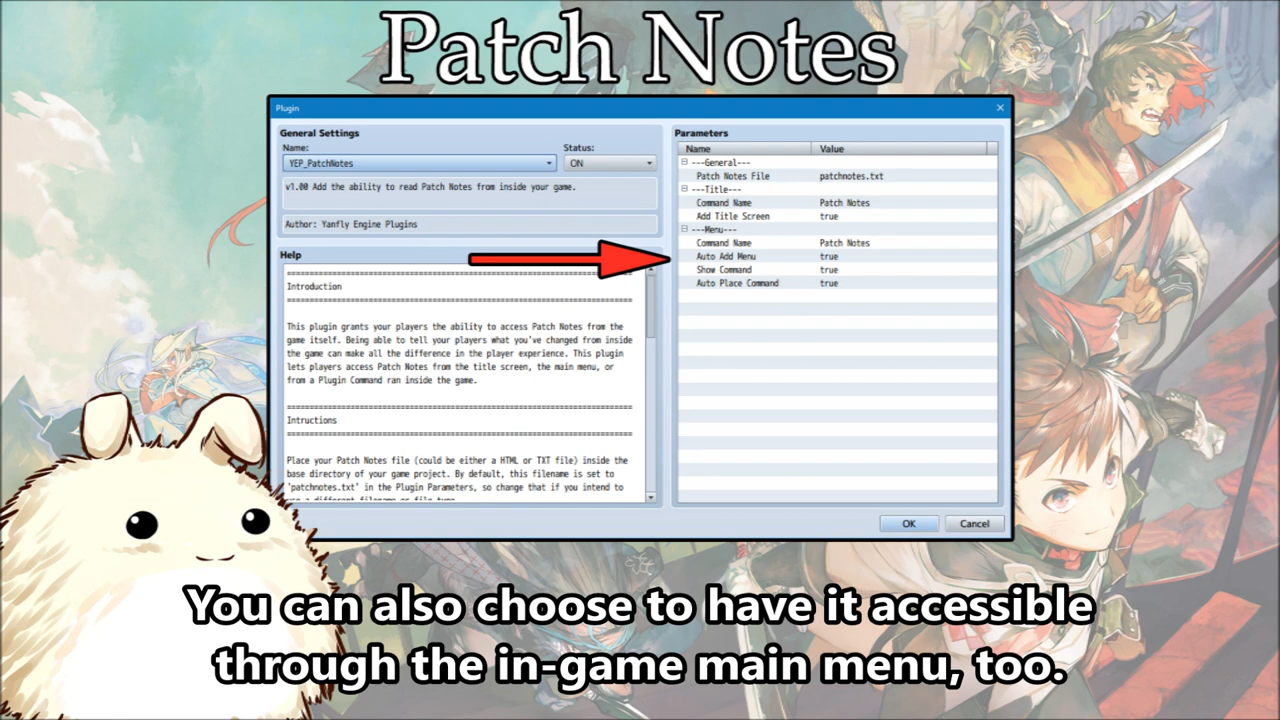 Patch Notes
Plugin
General Settings
Name:
Status:
YEP_PatchNotes
ON
v1.00 Add the ability to read Patch Notes from inside your game.
Author: Yanfly Engine Plugins
Help
================================================================
Introduction
================================================================
This plugin grants your players the ability to access Patch Notes from the
game itself. Being able to tell your players what you've changed from inside
the game can make all the difference in the player experience. This plugin
lets players access Patch Notes from the title screen, the main menu, or
from a Plugin Command ran inside the game.
================================================================
Intructions
================================================================
Place your Patch Notes file (could be either a HTML or TXT file) inside the
base directory of your game project. By default, this filename is set to
'patchnotes.txt' in the Plugin Parameters, so change that if you intend to
Parameters
Name Value
---General---
Patch Notes File patchnotes.txt
---Title---
Command Name Patch Notes
Add Title Screen true
---Menu---
Command Name Patch Notes
Auto Add Menu true
Show Command true
Auto Place Command true
OK
Cancel
You can also choose to have it accessible
through the in-game main menu, too.